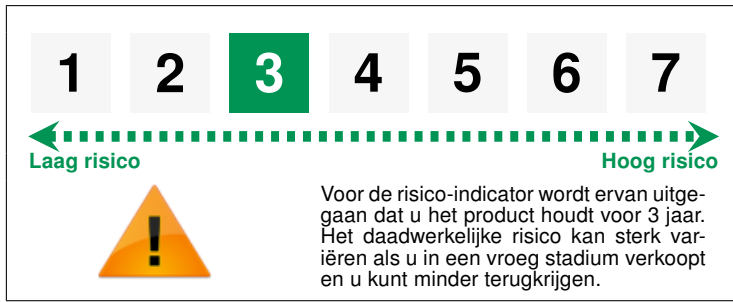 1 2 3 4 5 6 7
Laag risico Hoog risico
Voor de risico-indicator wordt ervan uitge-
gaan dat u het product houdt voor 3 jaar.
Het daadwerkelijke risico kan sterk var-
iëren als u in een vroeg stadium verkoopt
en u kunt minder terugkrijgen.